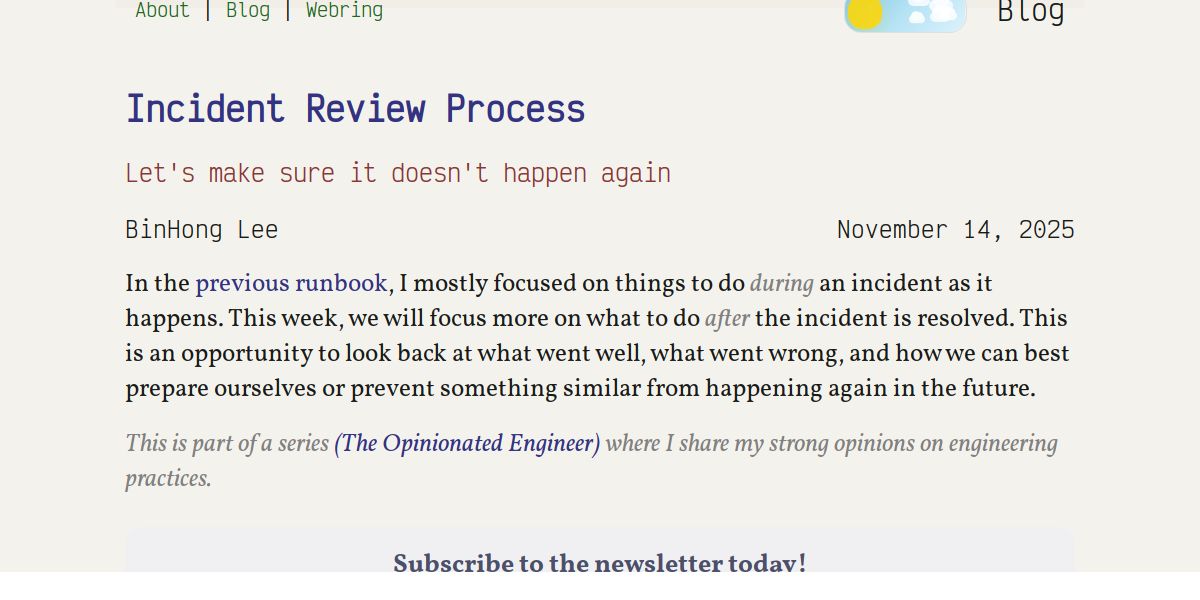 About | Blog | Webring
Blog
Incident Review Process
Let's make sure it doesn't happen again
BinHong Lee
November 14, 2025
In the previous runbook, I mostly focused on things to do during an incident as it
happens. This week, we will focus more on what to do after the incident is resolved. This
is an opportunity to look back at what went well, what went wrong, and how we can best
prepare ourselves or prevent something similar from happening again in the future.
This is part of a series (The Opinionated Engineer) where I share my strong opinions on engineering
practices.
Subscribe to the newsletter today!